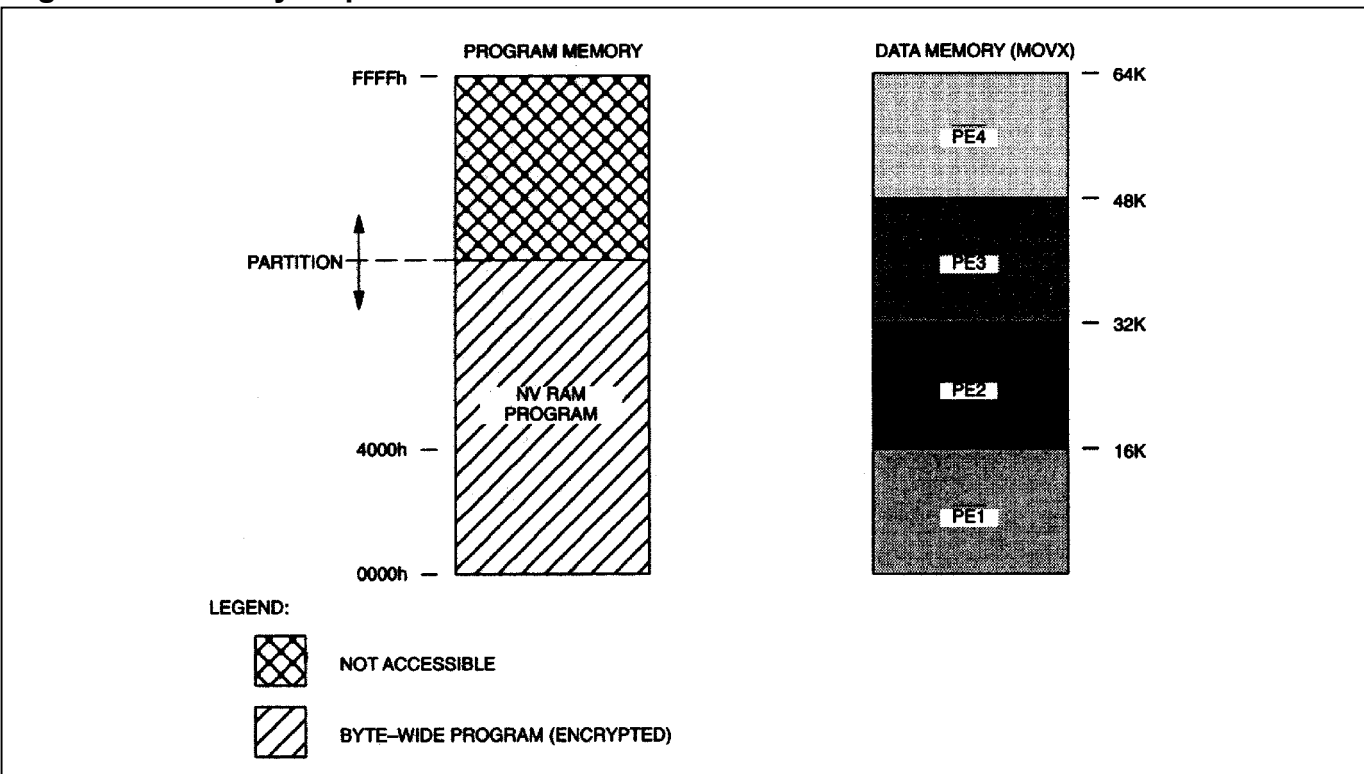 PROGRAM MEMORY
DATA MEMORY (MOVX)
FFFFh
64K
PE4
48K
PARTITION
PE3
32K
NV RAM
PROGRAM
PE2
4000h
16K
PE1
0000h
LEGEND:
NOT ACCESSIBLE
BYTE–WIDE PROGRAM (ENCRYPTED)